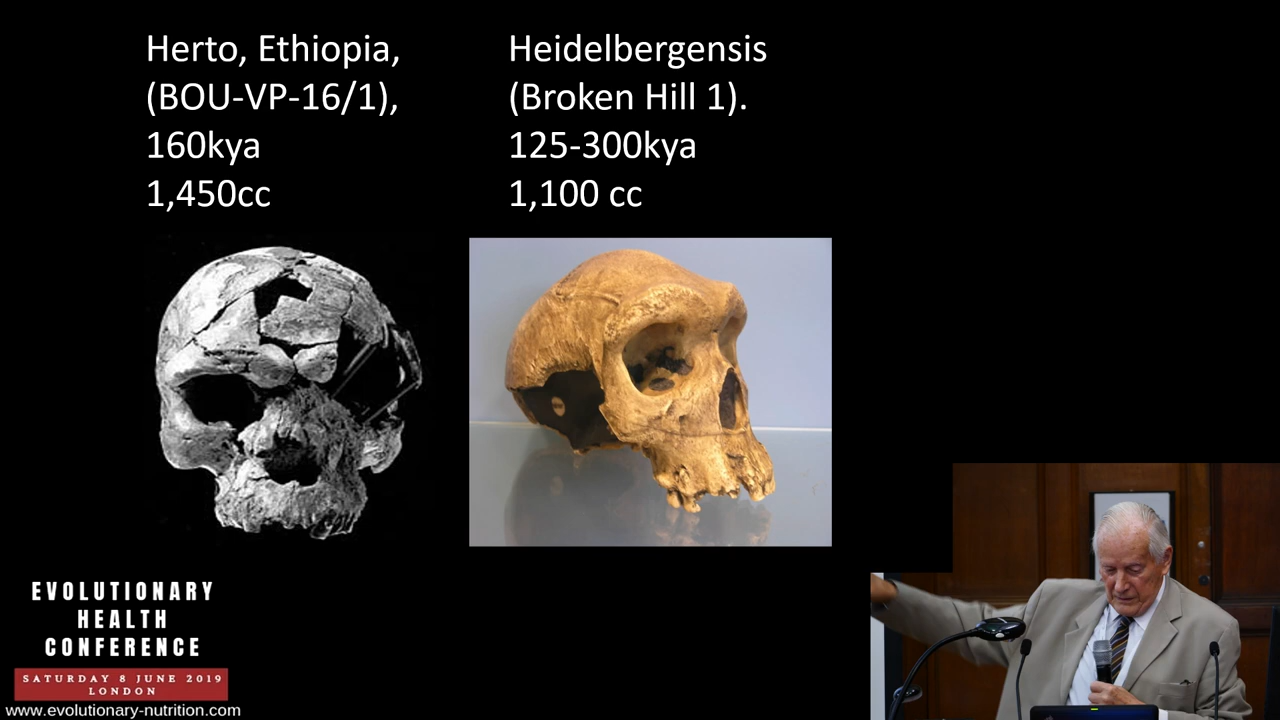 Herto, Ethiopia,
(BOU-VP-16/1),
160kya
1,450cc
Heidelbergensis
(Broken Hill 1).
125-300kya
1,100 cc
EVOLUTIONARY
HEALTH
CONFERENCE
SATURDAY 8 JUNE 2019
LONDON
www.evolutionary-nutrition.com